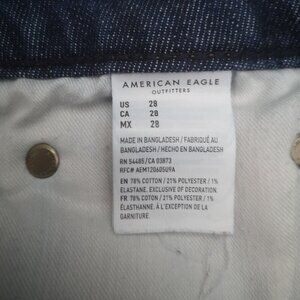 AMERICAN EAGLE
OUTFITTERS
US 28
CA 28
MX 28
MADE IN BANGLADESH / FABRIQUÉ AU
BANGLADESH / HECHO EN BANGLADESH
RN 54485/CA 03873
RFC# AEM120605U9A
EN 78% COTTON / 21% POLYESTER / 1%
ELASTANE. EXCLUSIVE OF DECORATION.
FR 78% COTON / 21% POLYESTER / 1%
ÉLASTHANNE. À L'EXCEPTION DE LA
GARNITURE.